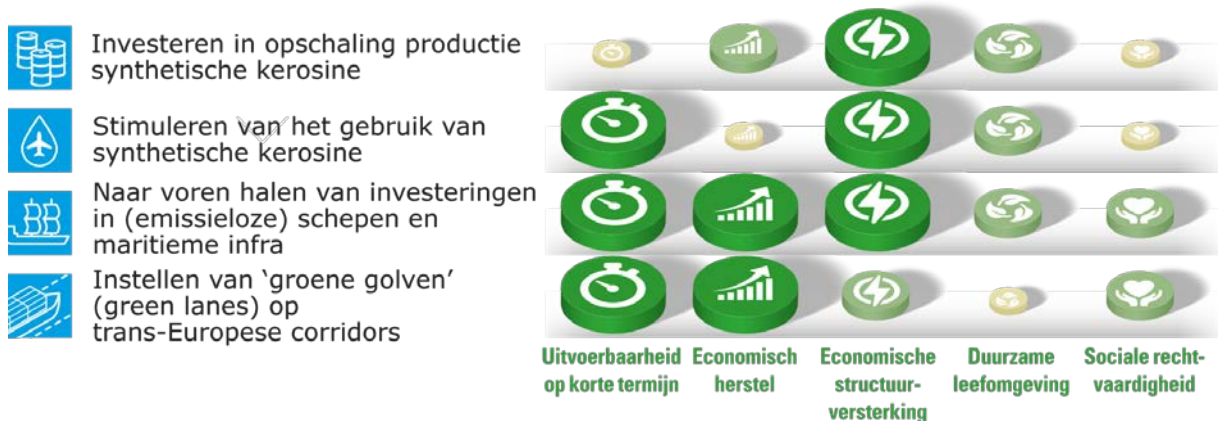 Investeren in opschaling productie
synthetische kerosine
Stimuleren van het gebruik van
synthetische kerosine
Naar voren halen van investeringen
in (emissieloze) schepen en
maritieme infra
Instellen van ‘groene golven’
(green lanes) op
trans-Europese corridors
Uitvoerbaarheid
op korte termijn
Economisch
herstel
Economische
structuur-
versterking
Duurzame
leefomgeving
Sociale recht-
vaardigheid